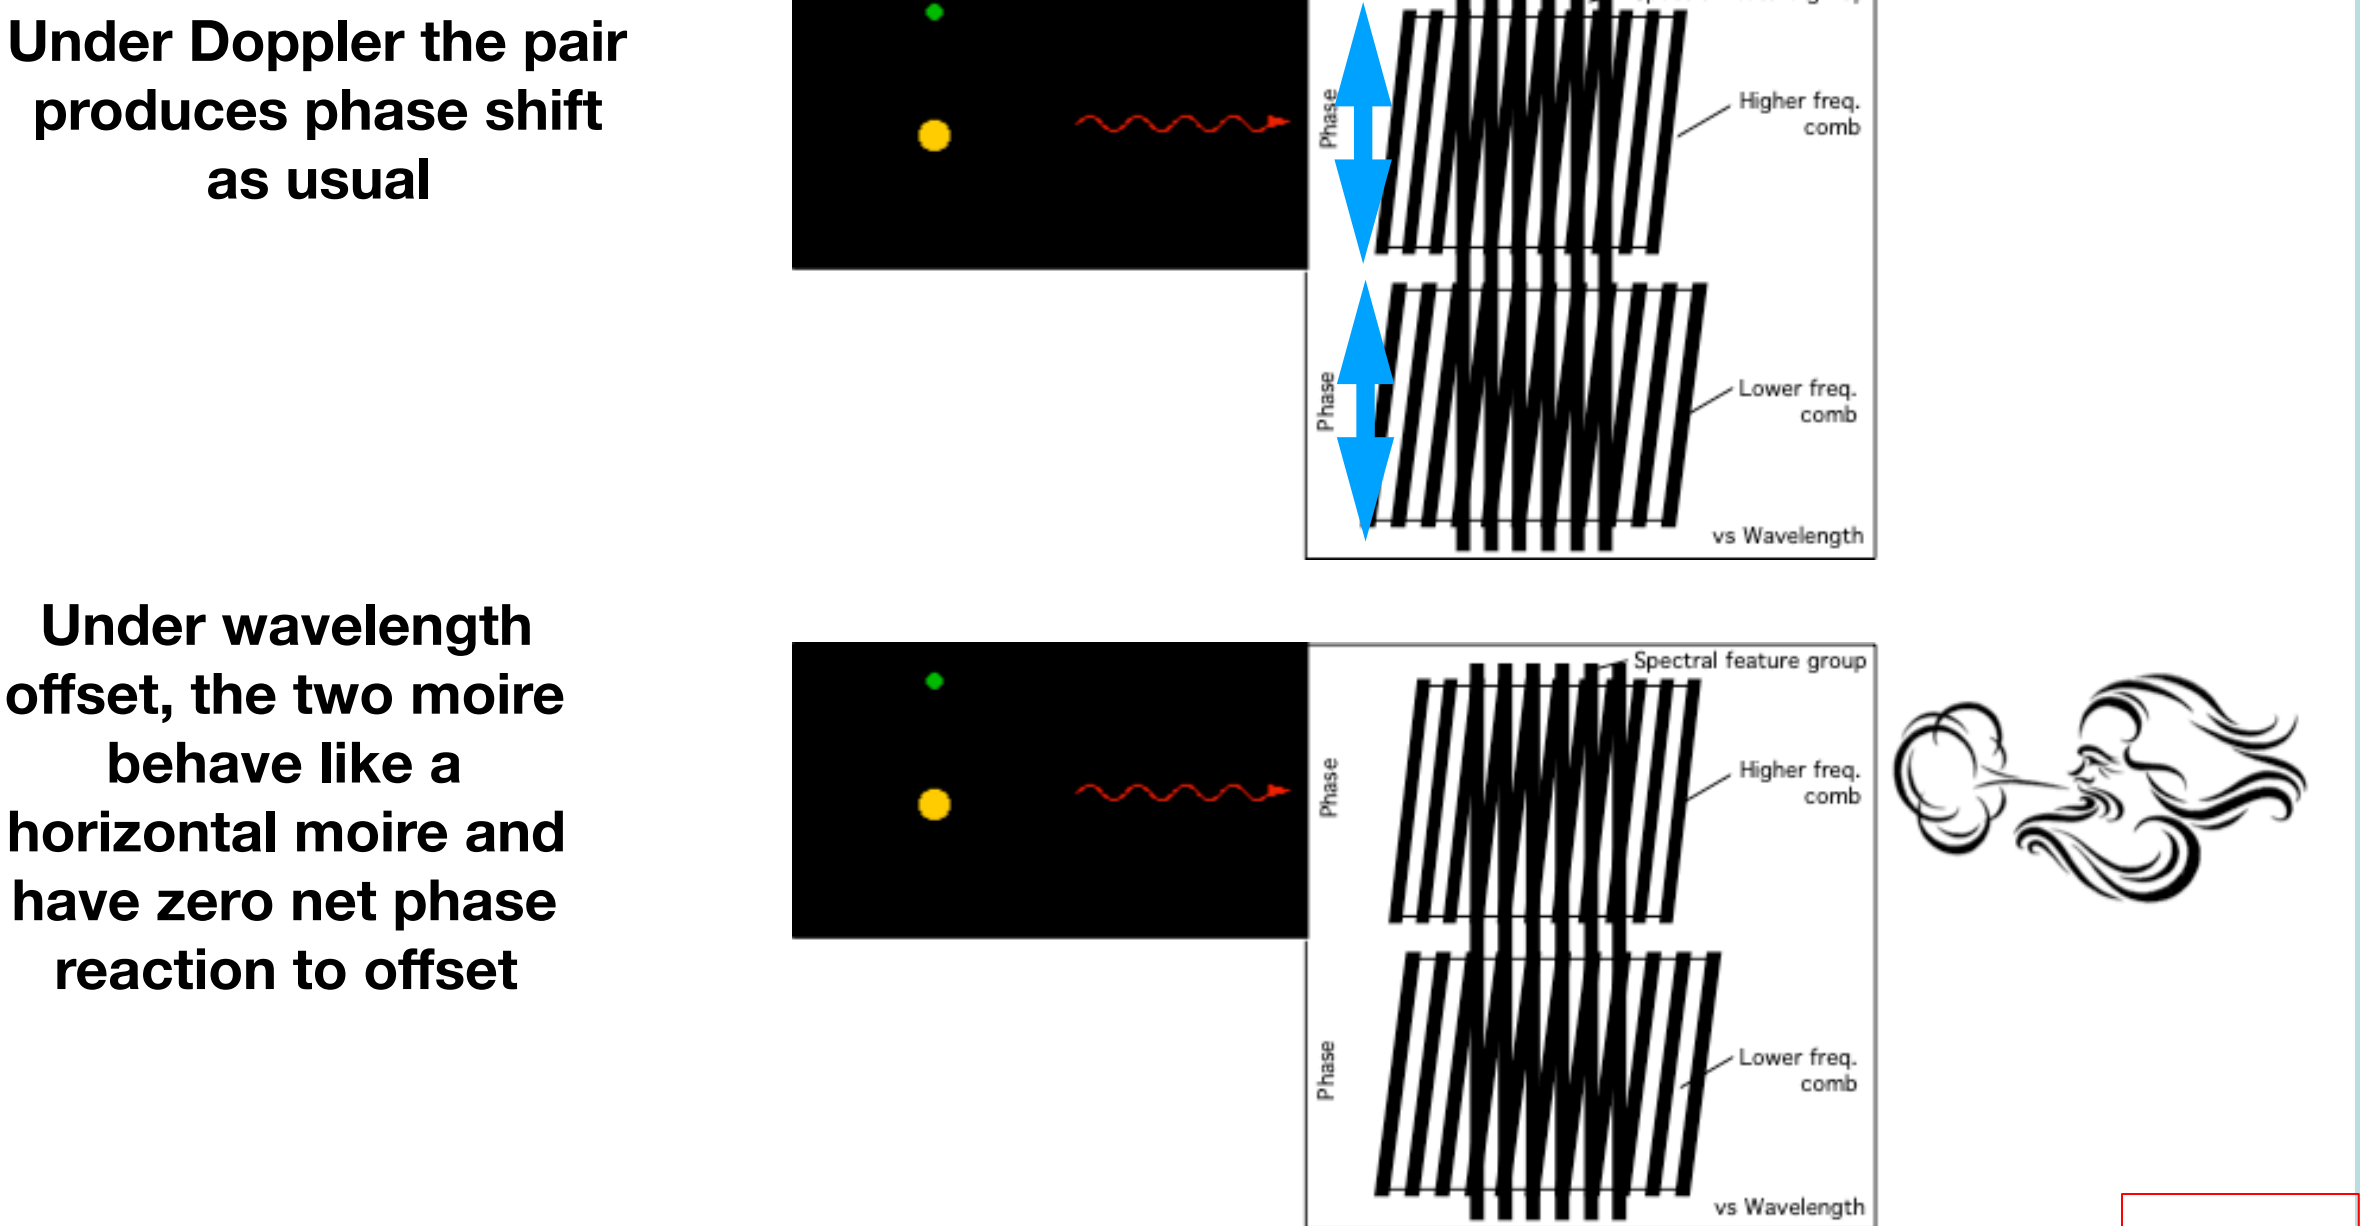 Under Doppler the pair
produces phase shift
as usual
Phase
Higher freq.
comb
Phase
Lower freq.
comb
vs Wavelength
Under wavelength
offset, the two moire
behave like a
horizontal moire and
have zero net phase
reaction to offset
Spectral feature group
Phase
Higher freq.
comb
Phase
Lower freq.
comb
vs Wavelength